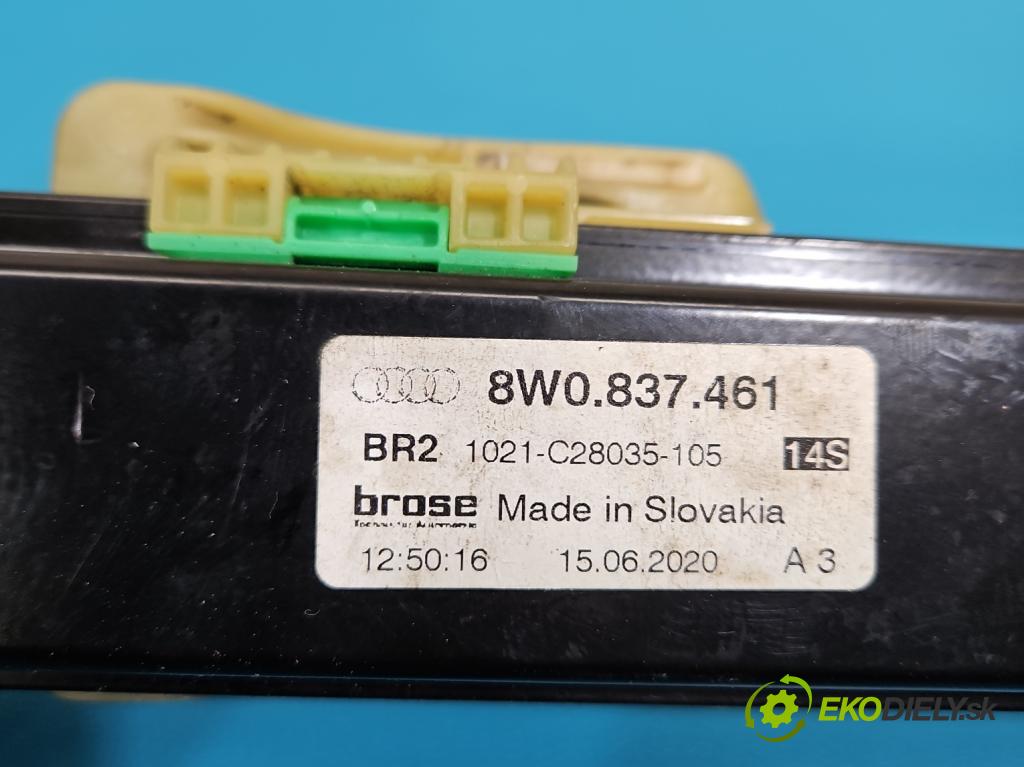 8W0.837.461
BR2 1021-C28035-105 14S
brose Made in Slovakia
12:50:16 15.06.2020 A 3
EKODIELY.sk